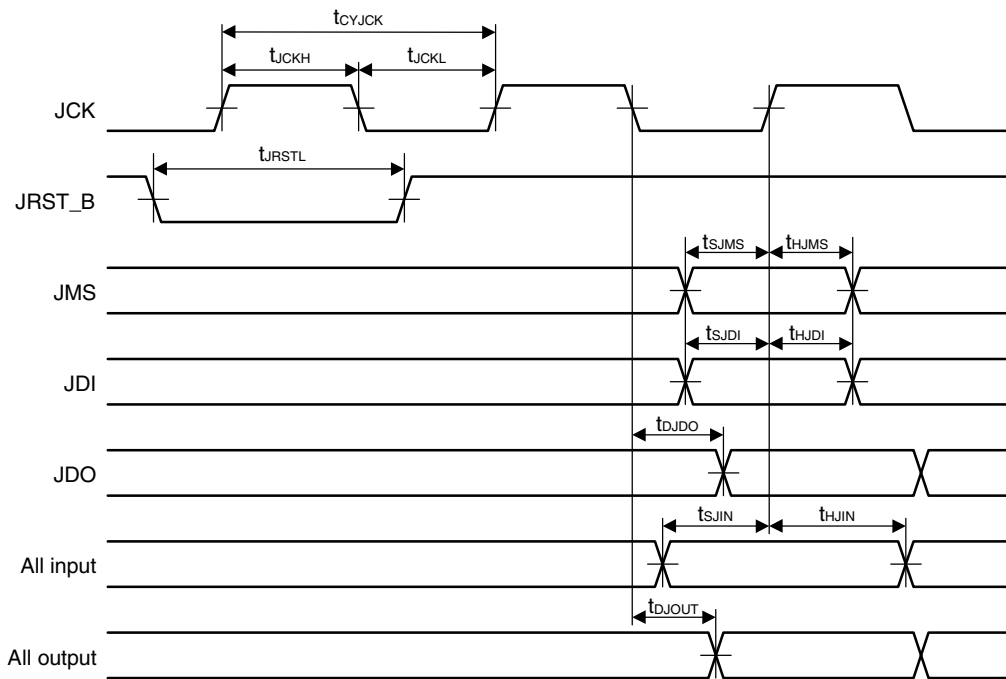 tCYJCK
tJCKH tJCKL
JCK
tJRSTL
JRST_B
tSJMS tHJMS
JMS
tSJDI tHJDI
JDI
tDJDO
JDO
tSJIN tHJIN
All input
tDJOUT
All output